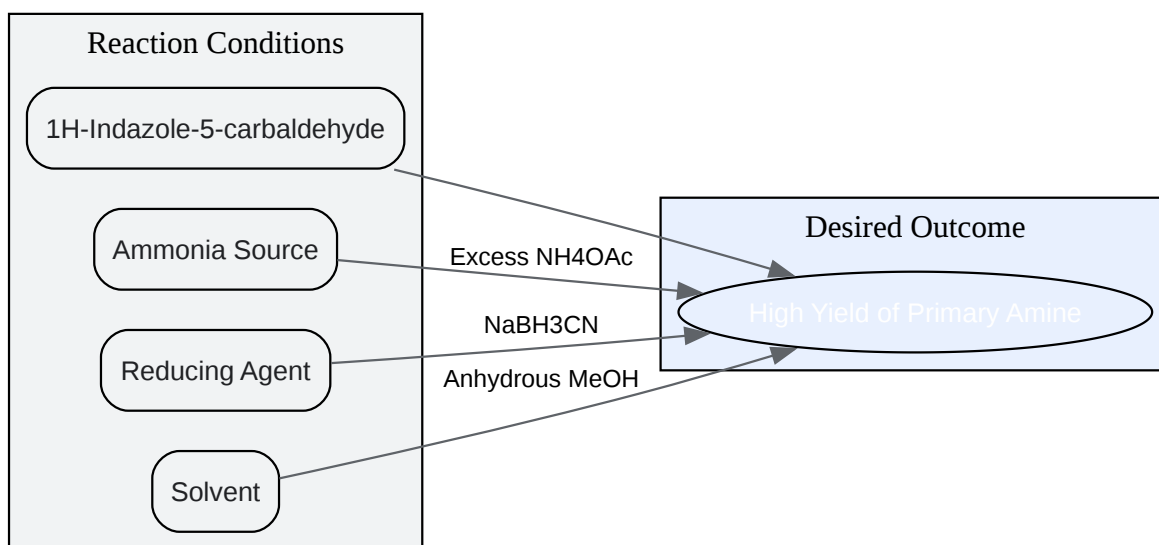 Reaction Conditions
1H-Indazole-5-carbaldehyde
Ammonia Source
Reducing Agent
Solvent
Excess NH4OAc
NaBH3CN
Anhydrous MeOH
Desired Outcome
High Yield of Primary Amine